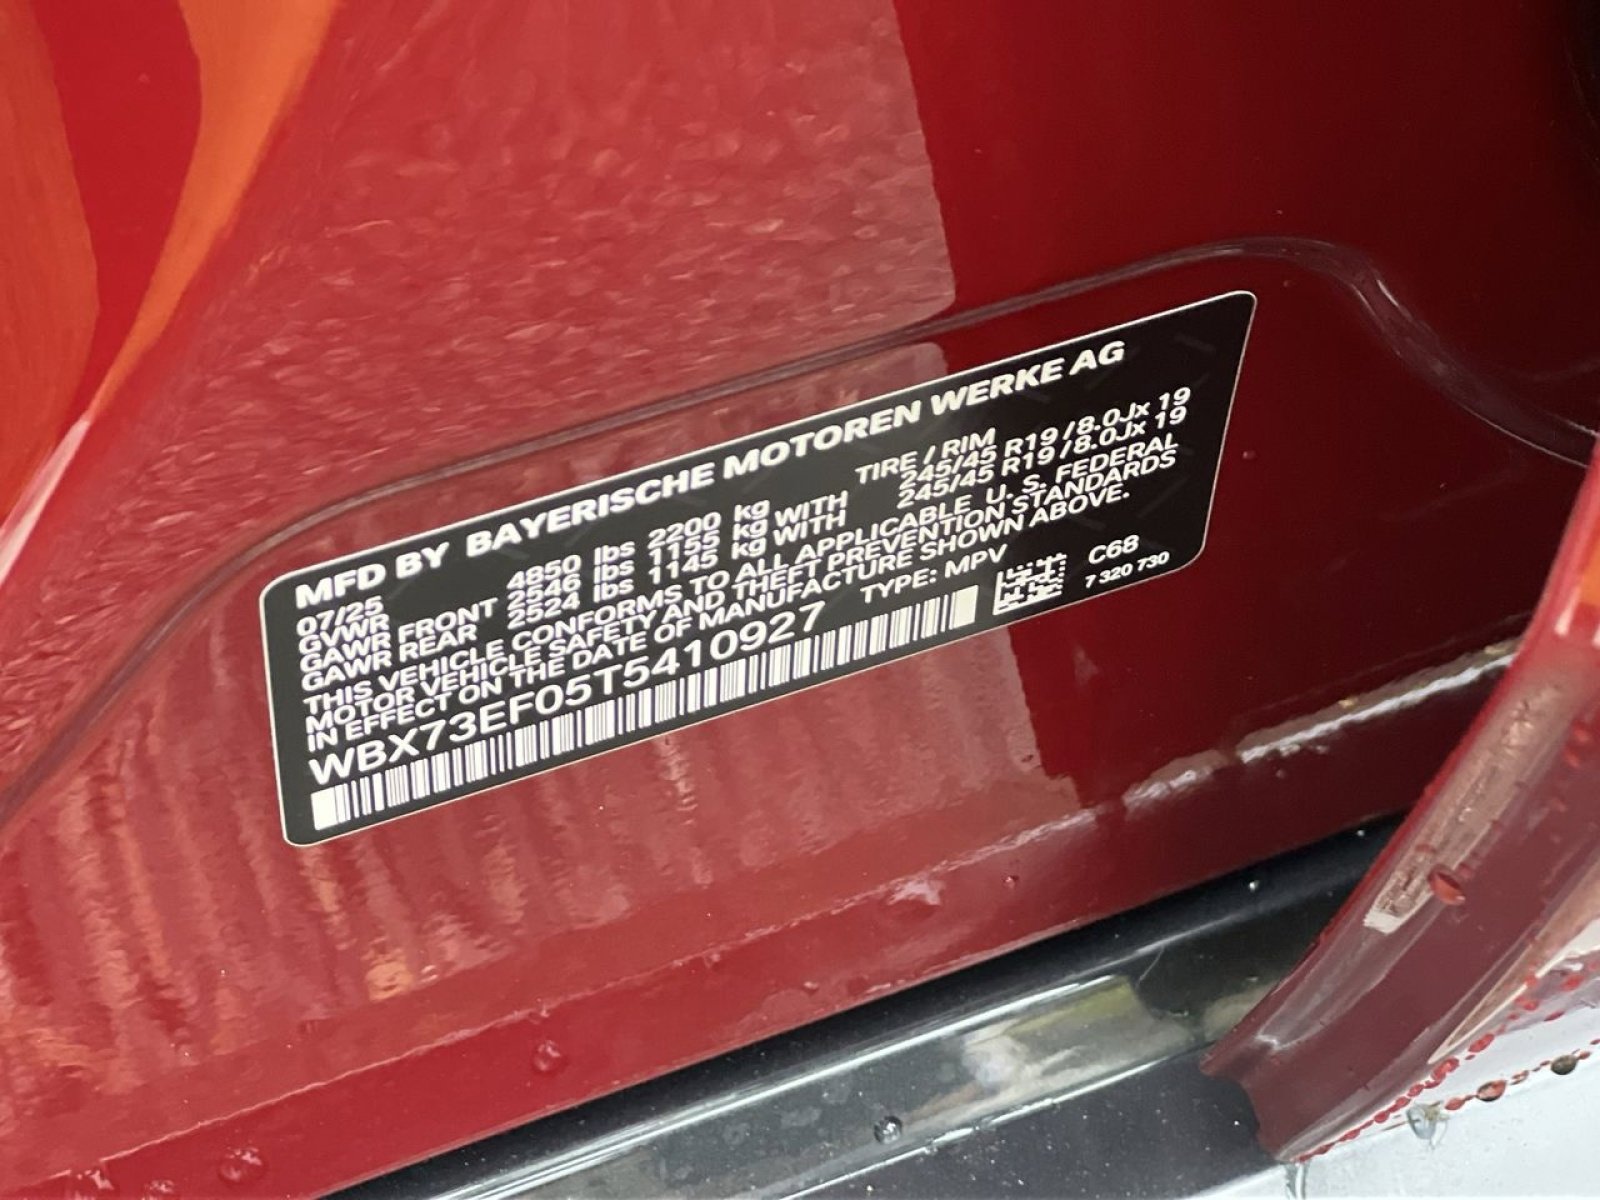 MFD BY BAYERISCHE MOTOREN WERKE AG
07/25
GVWR 4850 lbs 2200 kg TIRE / RIM
GAWR FRONT 2546 lbs 1155 kg WITH 245/45 R19 /8.0Jx 19
GAWR REAR 2524 lbs 1145 kg WITH 245/45 R19 /8.0Jx 19
THIS VEHICLE CONFORMS TO ALL APPLICABLE U. S. FEDERAL
MOTOR VEHICLE SAFETY AND THEFT PREVENTION STANDARDS
IN EFFECT ON THE DATE OF MANUFACTURE SHOWN ABOVE.
WBX73EF05T5410927 TYPE: MPV
C68
7 320 730